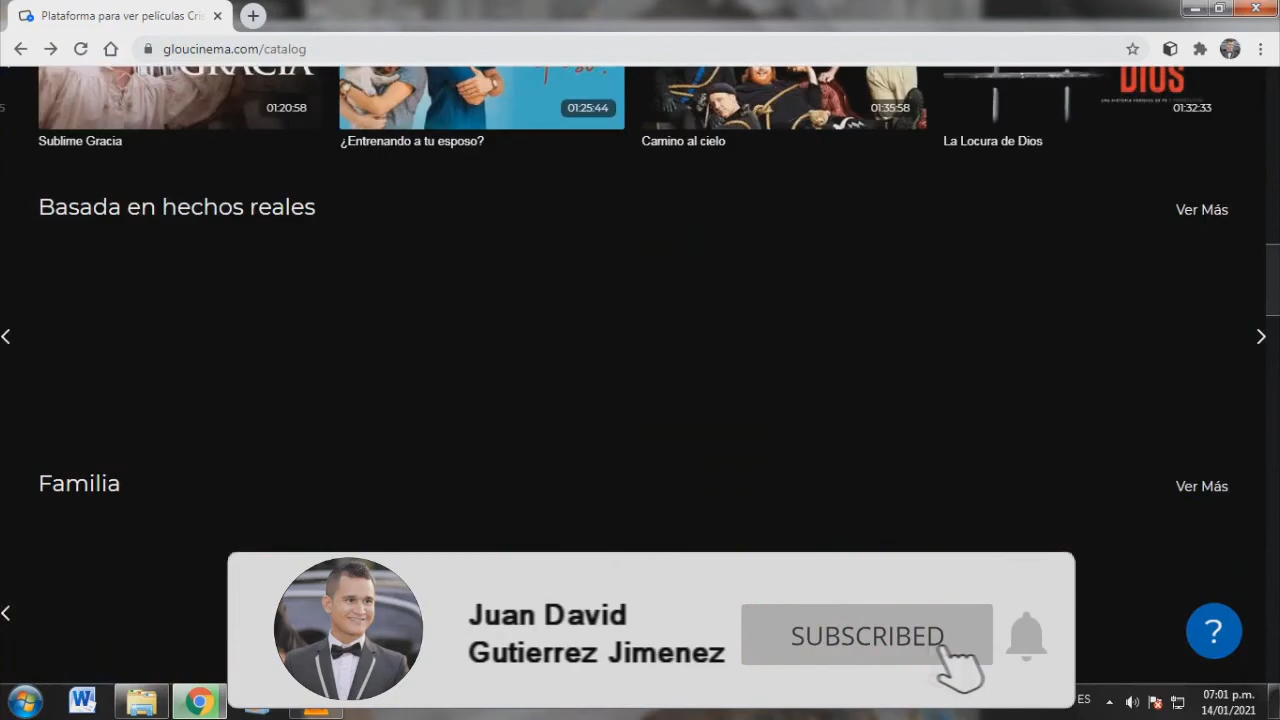 Plataforma para ver películas Cris
gloucinema.com/catalog
GRACIA
DIOS
01:20:58
01:25:44
01:35:58
01:32:33
Sublime Gracia
¿Entrenando a tu esposo?
Camino al cielo
La Locura de Dios
Basada en hechos reales
Ver Más
Familia
Ver Más
Juan David
Gutierrez Jimenez
SUBSCRIBED
?
ES
07:01 p.m.
14/01/2021